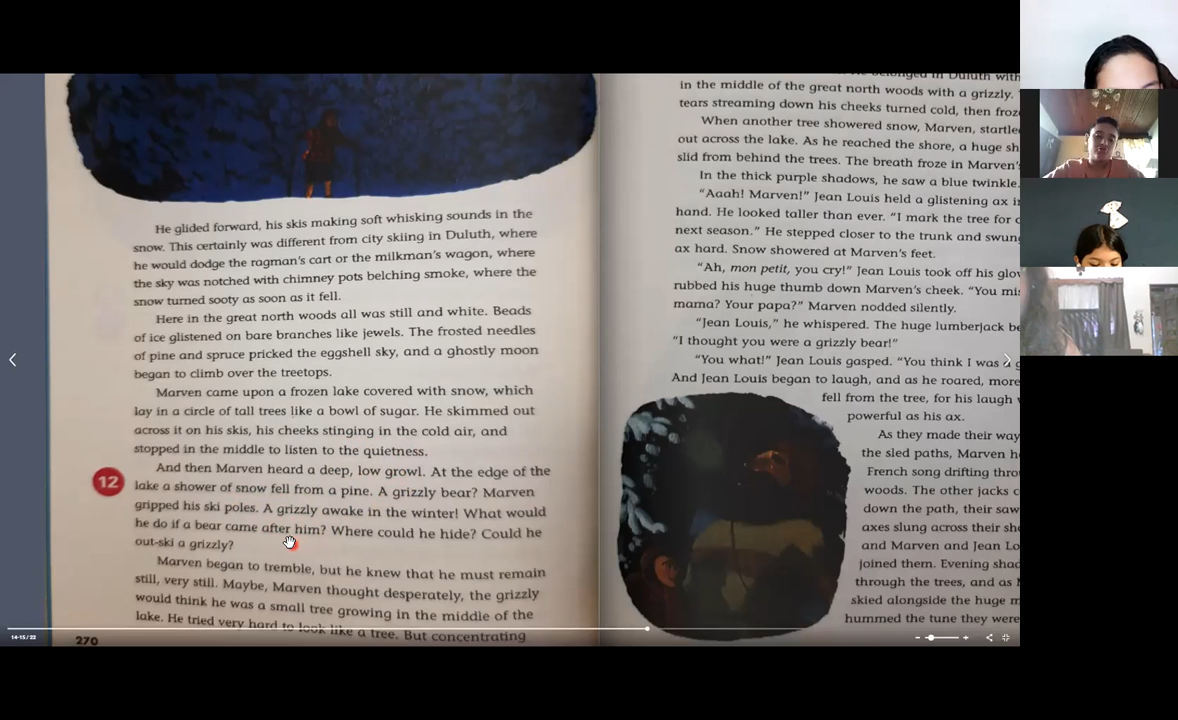 He glided forward, his skis making soft whisking sounds in the
snow. This certainly was different from city skiing in Duluth, where
he would dodge the ragman's cart or the milkman's wagon, where
the sky was notched with chimney pots belching smoke, where the
snow turned sooty as soon as it fell.
Here in the great north woods all was still and white. Beads
of ice glistened on bare branches like jewels. The frosted needles
of pine and spruce pricked the eggshell sky, and a ghostly moon
began to climb over the treetops.
Marven came upon a frozen lake covered with snow, which
lay in a circle of tall trees like a bowl of sugar. He skimmed out
across it on his skis, his cheeks stinging in the cold air, and
stopped in the middle to listen to the quietness.
And then Marven heard a deep, low growl. At the edge of the
12
lake a shower of snow fell from a pine. A grizzly bear? Marven
gripped his ski poles. A grizzly awake in the winter! What would
he do if a bear came after him? Where could he hide? Could he
out-ski a grizzly?
Marven began to tremble, but he knew that he must remain
still, very still. Maybe, Marven thought desperately, the grizzly
would think he was a small tree growing in the middle of the
lake. He tried very hard to look like a tree. But concentrating
270
14-15 / 22
belonged in Duluth with
in the middle of the great north woods with a grizzly.
tears streaming down his cheeks turned cold, then froze
When another tree showered snow, Marven, startle
out across the lake. As he reached the shore, a huge sh
slid from behind the trees. The breath froze in Marven's
In the thick purple shadows, he saw a blue twinkle.
"Aaah! Marven!" Jean Louis held a glistening ax i
hand. He looked taller than ever. "I mark the tree for c
next season." He stepped closer to the trunk and swung
ax hard. Snow showered at Marven's feet.
"Ah, mon petit, you cry!" Jean Louis took off his glov
rubbed his huge thumb down Marven's cheek. "You mis
mama? Your papa?" Marven nodded silently.
"Jean Louis," he whispered. The huge lumberjack be
"I thought you were a grizzly bear!"
"You what!" Jean Louis gasped. "You think I was a g
And Jean Louis began to laugh, and as he roared, more
fell from the tree, for his laugh w
powerful as his ax.
As they made their way
the sled paths, Marven h
French song drifting thro
woods. The other jacks c
down the path, their saw
axes slung across their sh
and Marven and Jean Lo
joined them. Evening shad
through the trees, and as M
skied alongside the huge m
hummed the tune they were